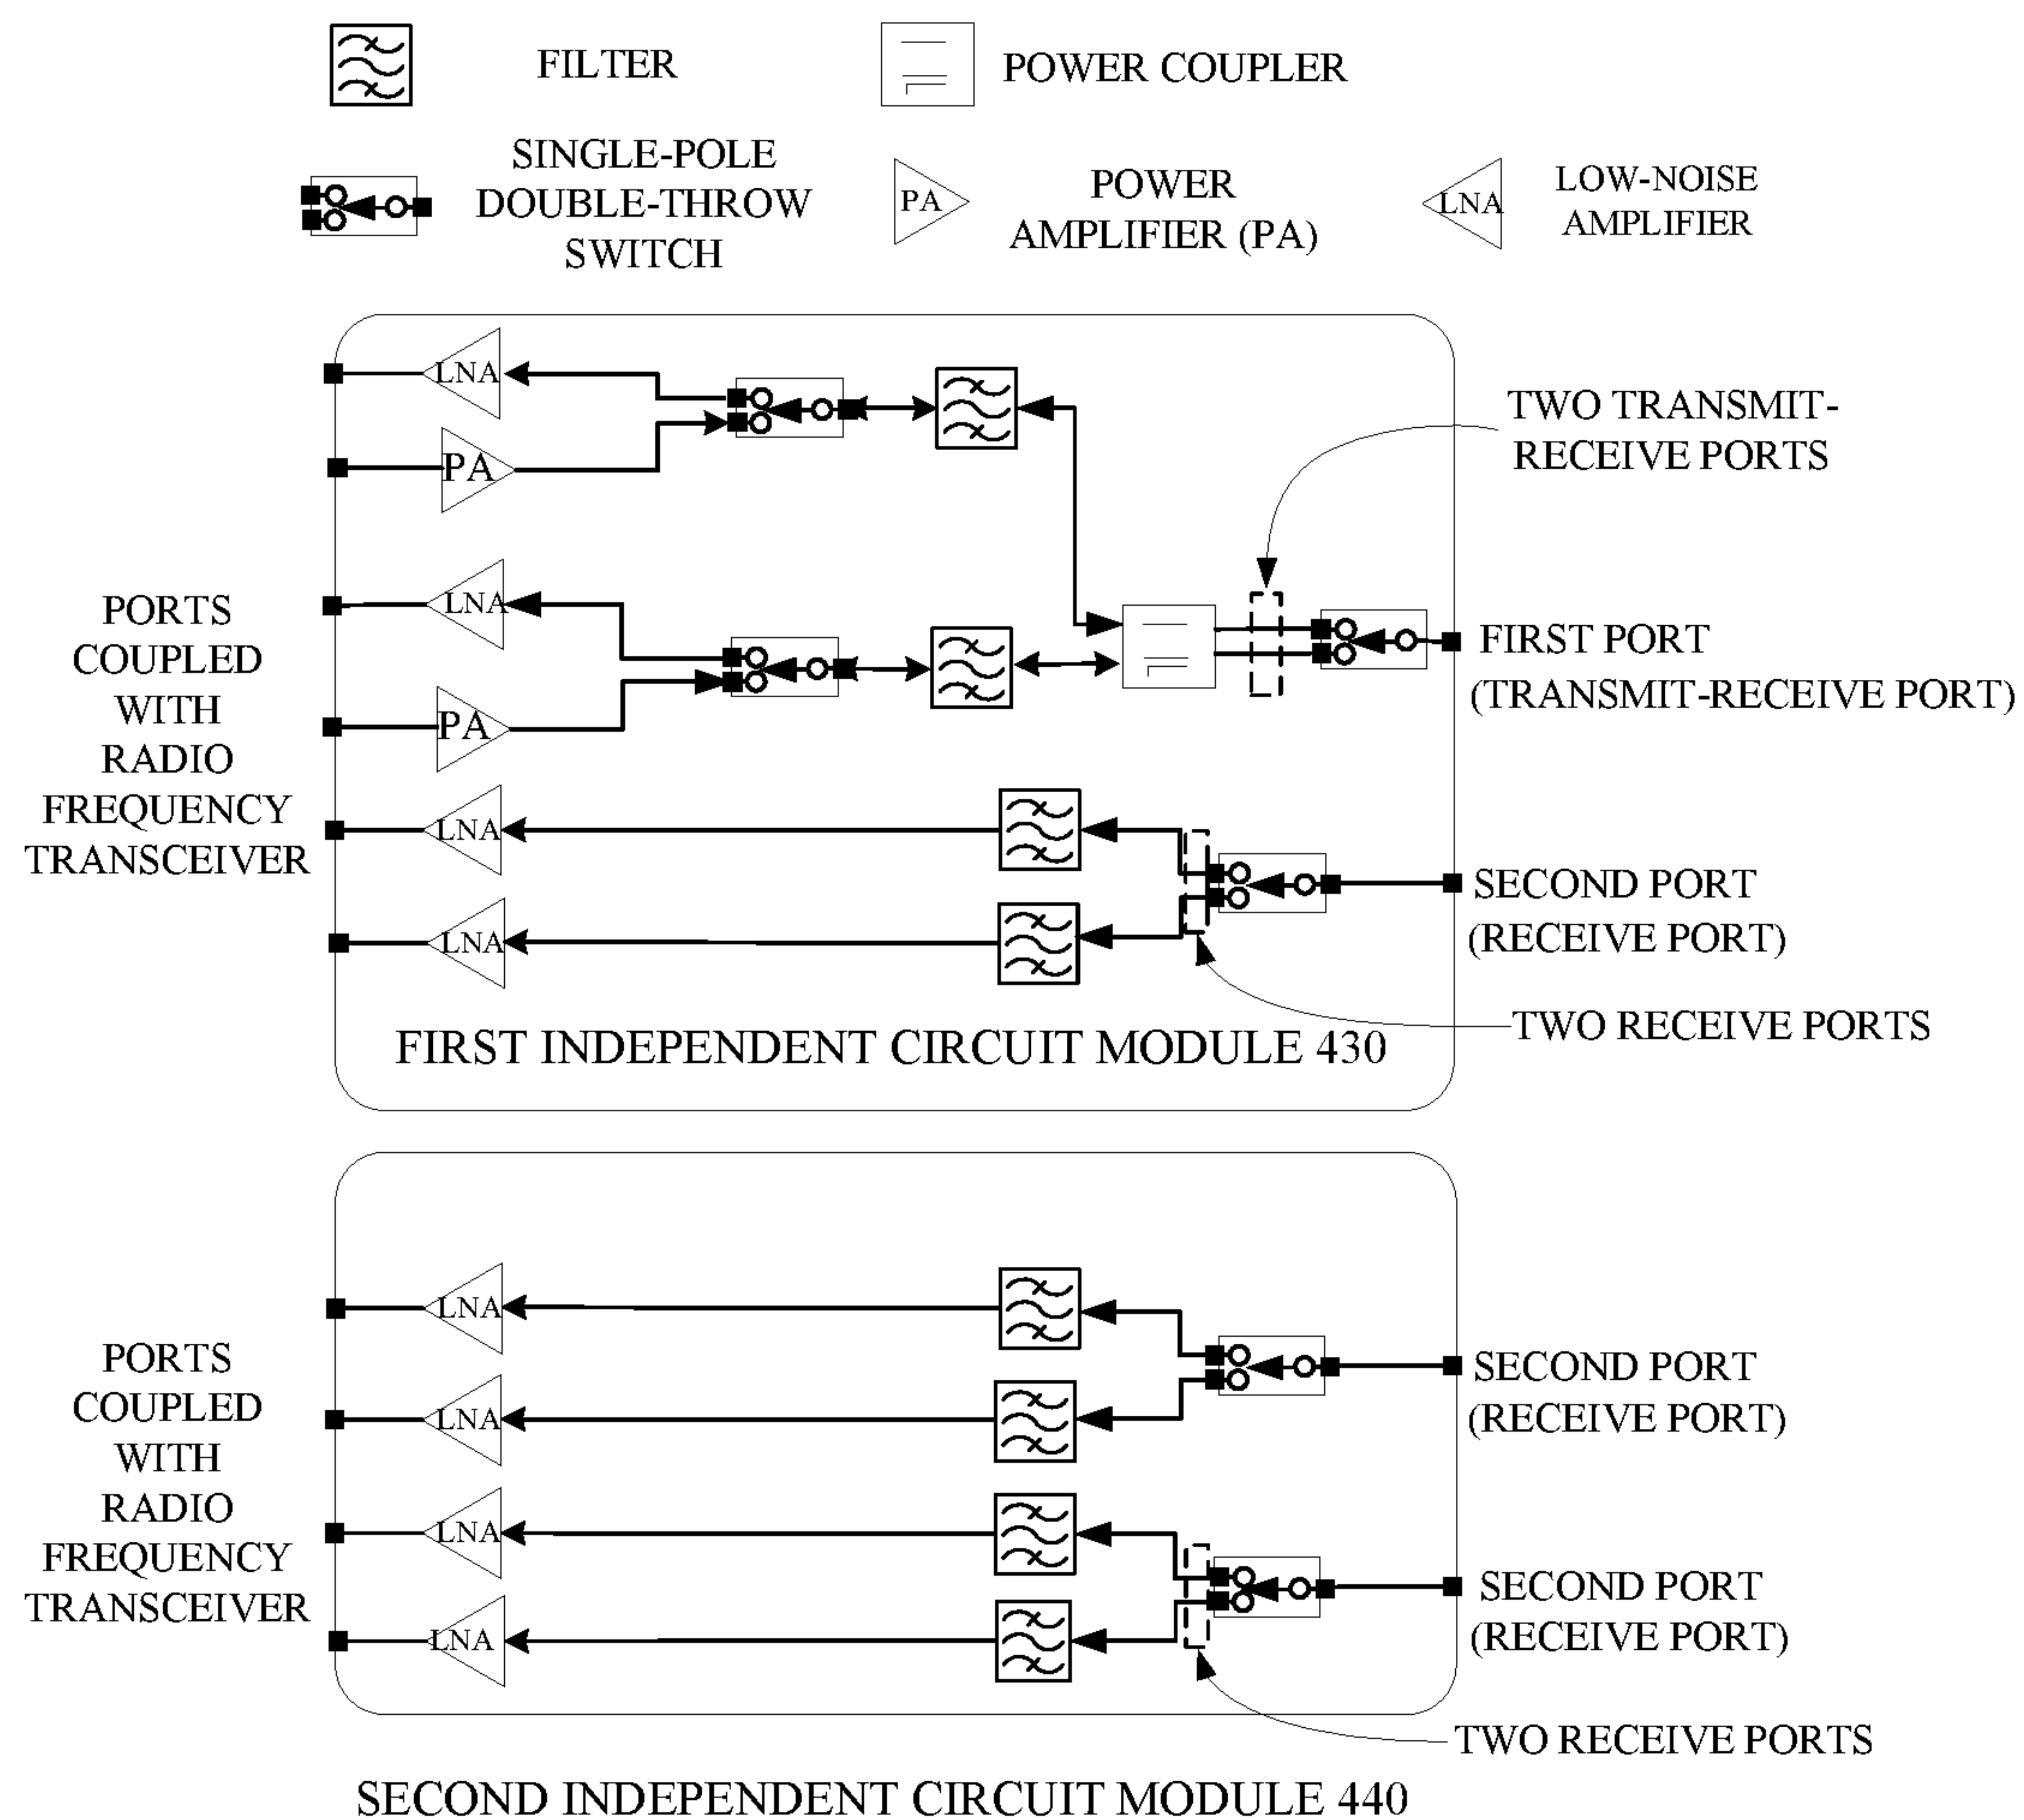 FILTER
POWER COUPLER
SINGLE-POLE
DOUBLE-THROW
SWITCH
PA
POWER
AMPLIFIER (PA)
LNA
LOW-NOISE
AMPLIFIER
LNA
PA
TWO TRANSMIT-
RECEIVE PORTS
PORTS
COUPLED
WITH
RADIO
FREQUENCY
TRANSCEIVER
LNA
PA
FIRST PORT
(TRANSMIT-RECEIVE PORT)
LNA
LNA
SECOND PORT
(RECEIVE PORT)
TWO RECEIVE PORTS
FIRST INDEPENDENT CIRCUIT MODULE 430
PORTS
COUPLED
WITH
RADIO
FREQUENCY
TRANSCEIVER
LNA
LNA
LNA
LNA
SECOND PORT
(RECEIVE PORT)
SECOND PORT
(RECEIVE PORT)
TWO RECEIVE PORTS
SECOND INDEPENDENT CIRCUIT MODULE 440